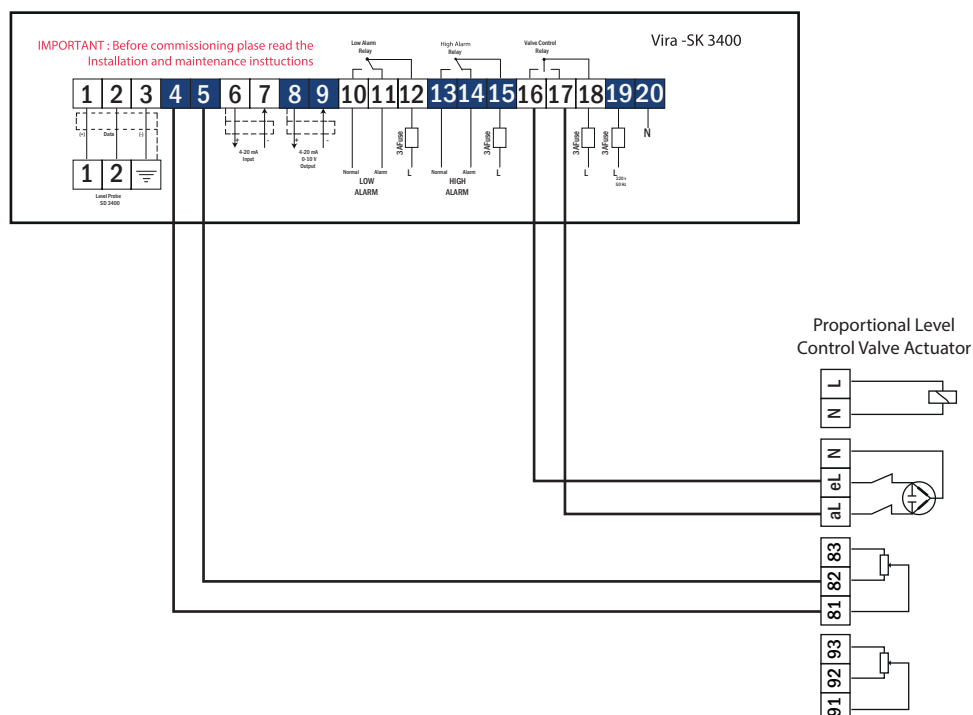 IMPORTANT : Before commissioning plase read the
Installation and maintenance insttuctions
Low Alarm
Relay
High Alarm
Relay
Valve Control
Relay
Vira -SK 3400
1 2 3 4 5 6 7 8 9 10 11 12 13 14 15 16 17 18 19 20
(+) Data (-)
+ -
4-20 mA
Input
+ -
4-20 mA
0-10 V
Output
3AFuse
3AFuse
3AFuse
3AFuse
N
Normal Alarm L
LOW
ALARM
Normal Alarm L
HIGH
ALARM
L
L
220 v
50 Hz
1 2
Level Probe
SD 3400
Proportional Level
Control Valve Actuator
L
N
N
eL
aL
83
82
81
93
92
91